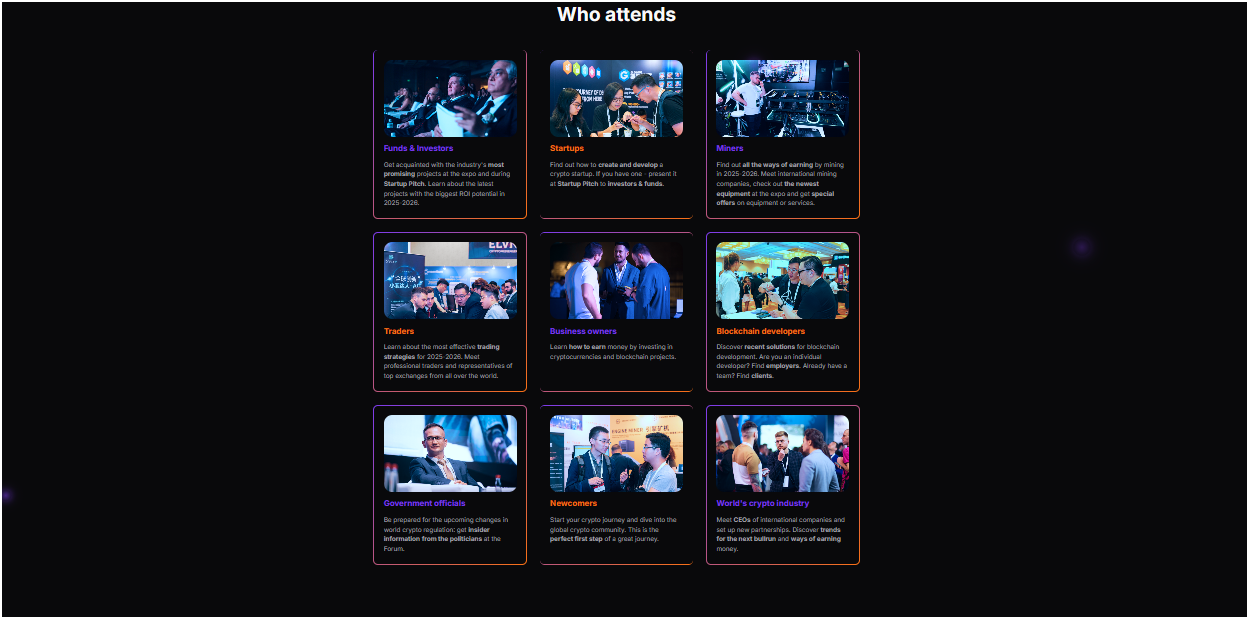 Who attends
Funds & Investors
Get acquainted with the industry's most
promising projects at the expo and during
Startup Pitch. Learn about the latest
projects with the biggest ROI potential in
2025-2026.
Startups
Find out how to create and develop a
crypto startup. If you have one - present it
at Startup Pitch to investors & funds.
Miners
Find out all the ways of earning by mining
in 2025-2026. Meet international mining
companies, check out the newest
equipment at the expo and get special
offers on equipment or services.
Traders
Learn about the most effective trading
strategies for 2025-2026. Meet
professional traders and representatives of
top exchanges from all over the world.
Business owners
Learn how to earn money by investing in
cryptocurrencies and blockchain projects.
Blockchain developers
Discover recent solutions for blockchain
development. Are you an individual
developer? Find employers. Already have a
team? Find clients.
Government officials
Be prepared for the upcoming changes in
world crypto regulation: get insider
information from the politicians at the
Forum.
Newcomers
Start your crypto journey and dive into the
global crypto community. This is the
perfect first step of a great journey.
World's crypto industry
Meet CEOs of international companies and
set up new partnerships. Discover trends
for the next bullrun and ways of earning
money.